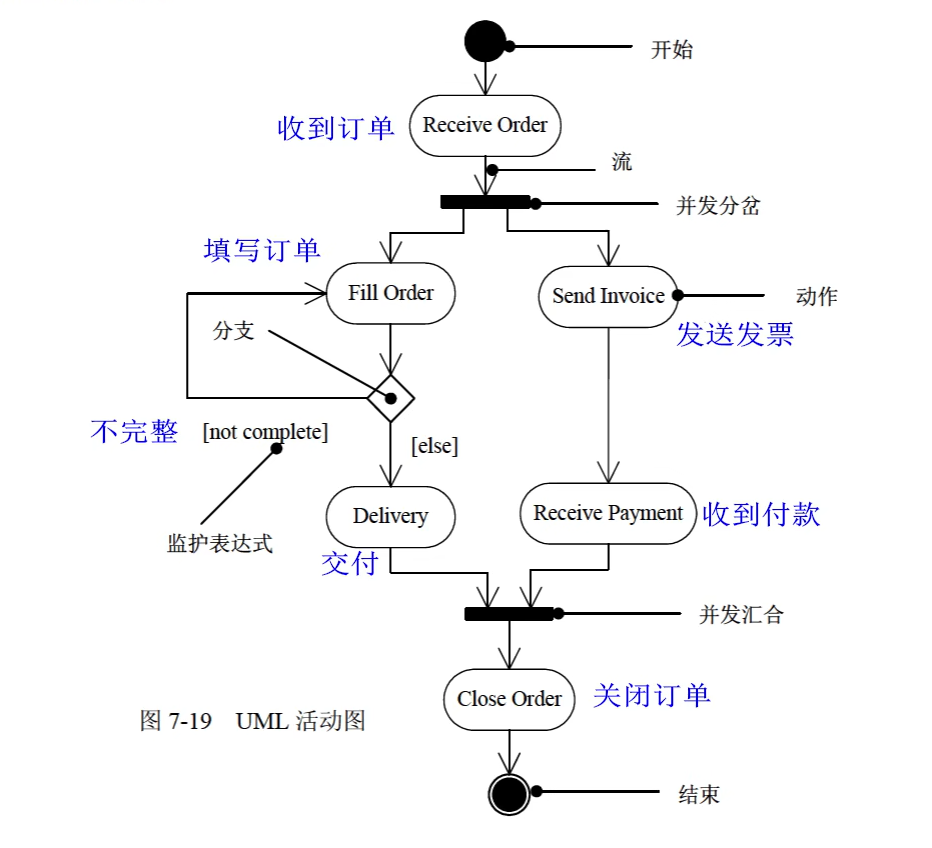 开始
收到订单 Receive Order
流
并发分岔
填写订单
Fill Order
Send Invoice 动作
分支
发送发票
不完整 [not complete]
[else]
Delivery
Receive Payment 收到付款
监护表达式
交付
并发汇合
Close Order 关闭订单
图 7-19 UML 活动图
结束